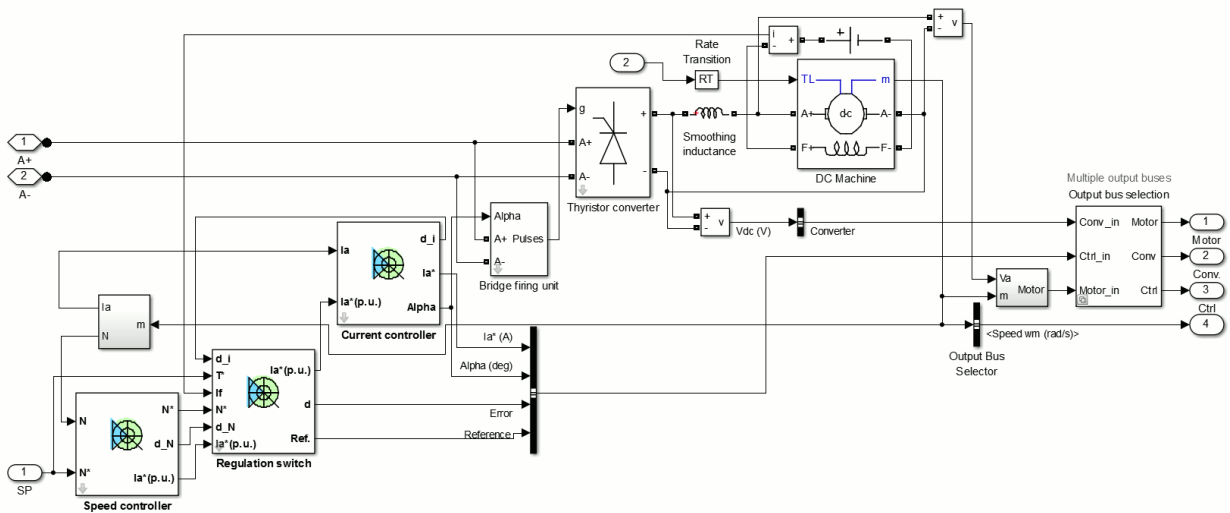 i
+
-
+
+
-
v
Rate
Transition
2
RT
TL
m
A+
dc
A-
F+
F-
DC Machine
g
A+
A-
+
-
Thyristor converter
Smoothing
inductance
1
A+
2
A-
Multiple output buses
Output bus selection
Conv_in
Motor
Ctrl_in
Conv
Motor_in
Ctrl
1
Motor
2
Conv.
3
Ctrl
4
+
-
v
Vdc (V)
Converter
Alpha
A+
Pulses
A-
Bridge firing unit
Ia
d_i
Ia*
Ia*(p.u.)
Alpha
Current controller
Va
m
Motor
<Speed wm (rad/s)>
Output Bus
Selector
Ia
N
m
Ia* (A)
Alpha (deg)
Error
Reference
d_i
T*
If
N*
d_N
Ia*(p.u.)
Ia*(p.u.)
d
Ref.
Regulation switch
N
N*
N*
d_N
Ia*(p.u.)
Speed controller
1
SP